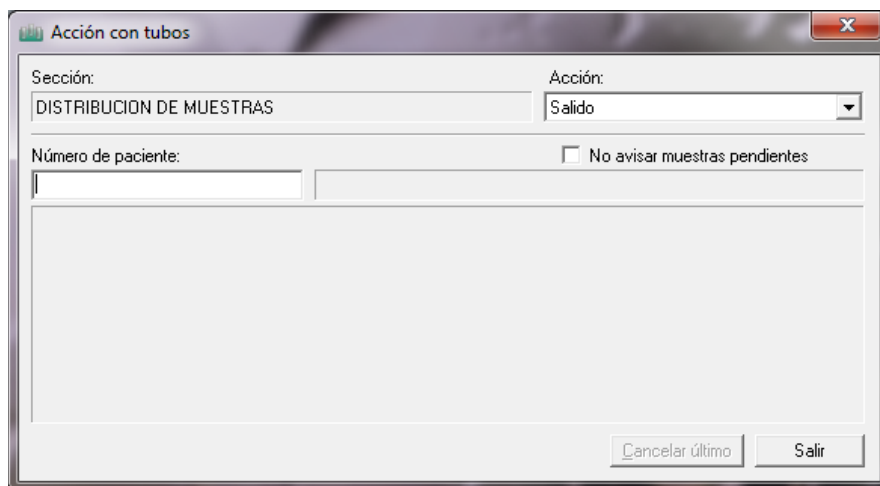 Acción con tubos
Sección:
Acción:
DISTRIBUCION DE MUESTRAS
Salido
Número de paciente:
No avisar muestras pendientes
Cancelar último
Salir